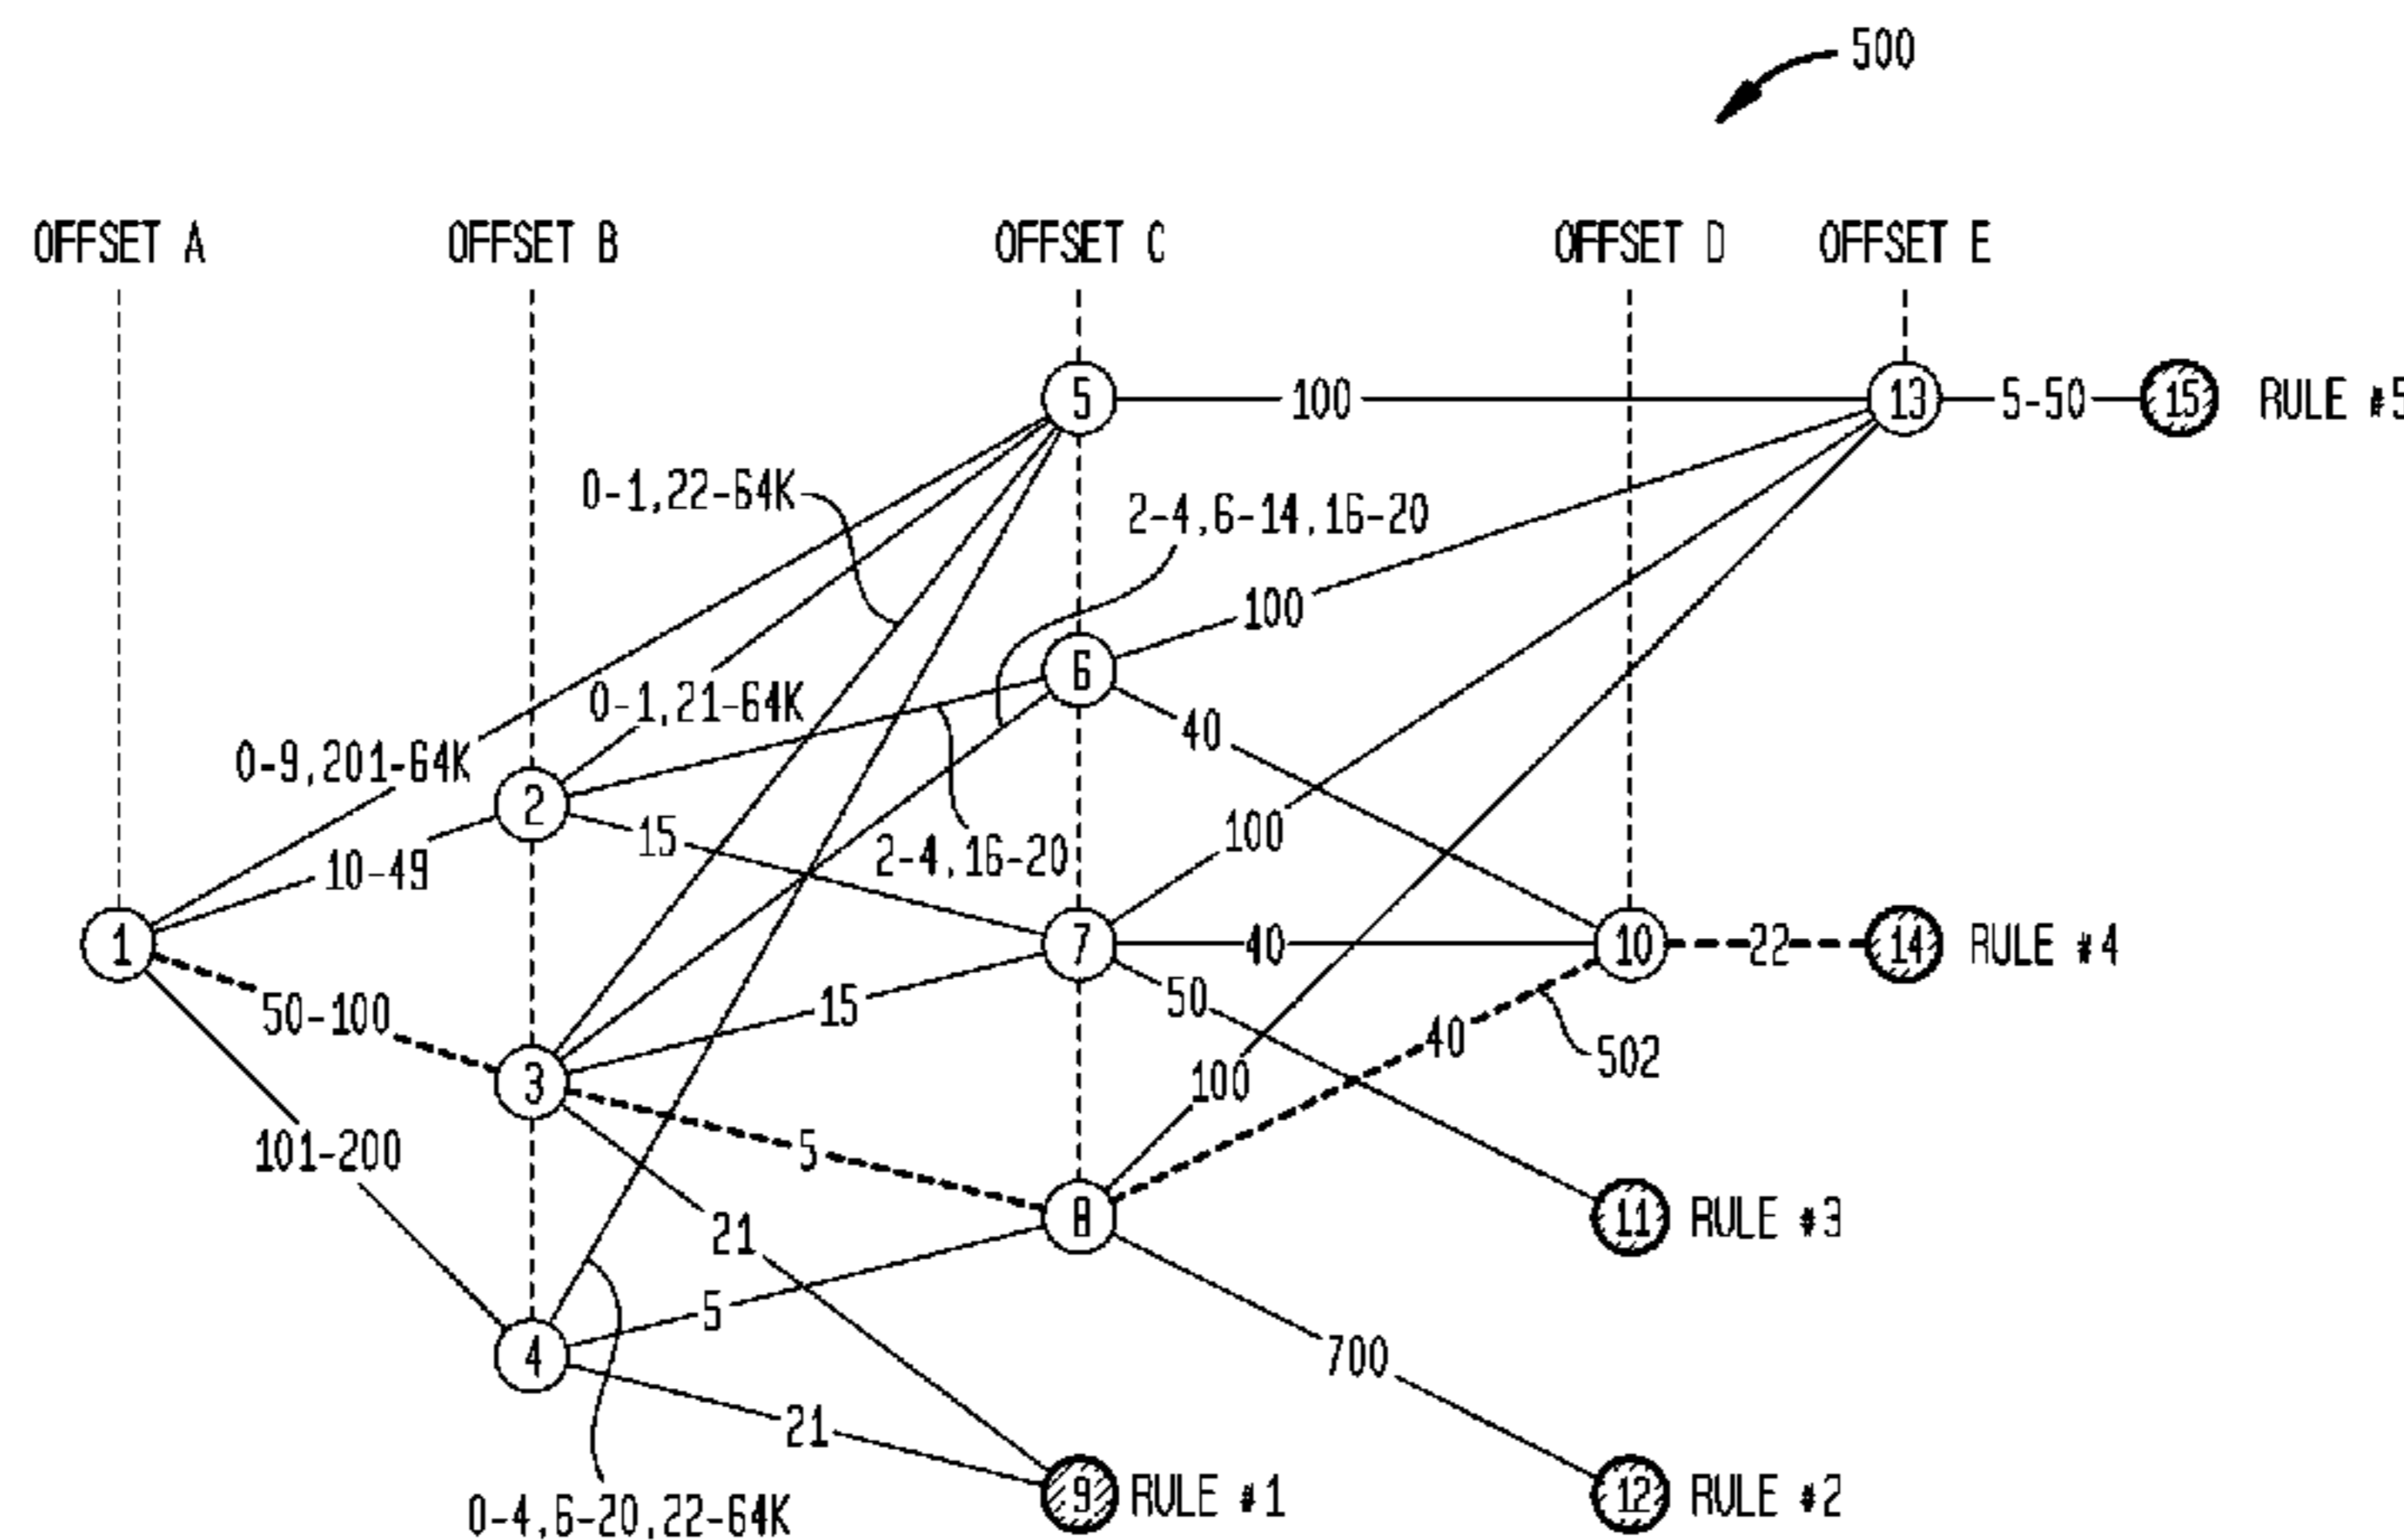 500
OFFSET A OFFSET B OFFSET C OFFSET D OFFSET E
5 100 13 5-50 15 RULE #5
0-1,22-64K
2-4,6-14,16-20
100
6
0-1,21-64K
40
0-9,201-64K
2
15
100
2-4,16-20
10-49
1 7 40 10 22 14 RULE #4
50
15
50-100
40
502
3
100
5
101-200
21
8 11 RULE #3
5
4
700
21
9 RULE #1
12 RULE #2
0-4,6-20,22-64K